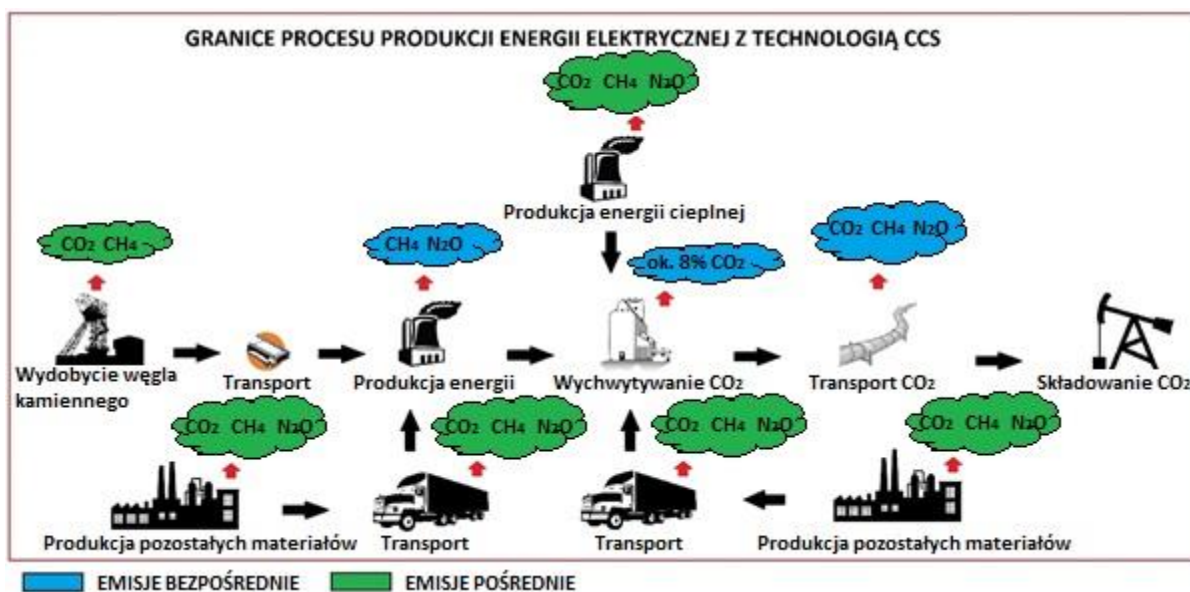 GRANICE PROCESU PRODUKCJI ENERGII ELEKTRYCZNEJ Z TECHNOLOGIĄ CCS
CO2 CH4 N2O
Produkcja energii cieplnej
CO2 CH4
CH4 N2O
ok. 8% CO2
CO2 CH4 N2O
Wydobycie węgla
kamiennego
Transport
Produkcja energii
Wychwytywanie CO2
Transport CO2
Składowanie CO2
CO2 CH4 N2O
CO2 CH4 N2O
CO2 CH4 N2O
CO2 CH4 N2O
Produkcja pozostałych materiałów
Transport
Transport
Produkcja pozostałych materiałów
EMISJE BEZPOŚREDNIE
EMISJE POŚREDNIE